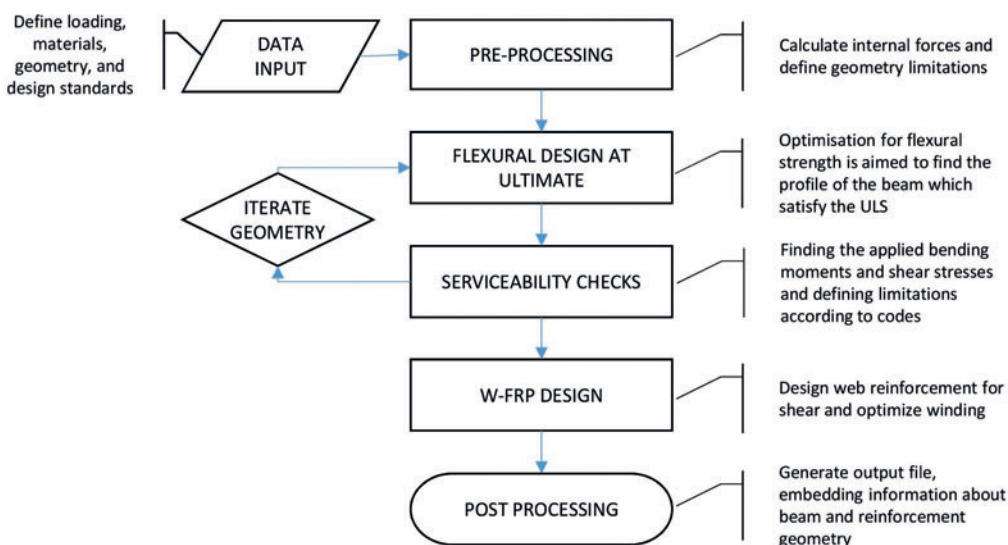 Define loading,
materials,
geometry, and
design standards
DATA
INPUT
PRE-PROCESSING
Calculate internal forces and
define geometry limitations
FLEXURAL DESIGN AT
ULTIMATE
Optimisation for flexural
strength is aimed to find the
profile of the beam which
satisfy the ULS
ITERATE
GEOMETRY
SERVICEABILITY CHECKS
Finding the applied bending
moments and shear stresses
and defining limitations
according to codes
W-FRP DESIGN
Design web reinforcement for
shear and optimize winding
POST PROCESSING
Generate output file,
embedding information about
beam and reinforcement
geometry